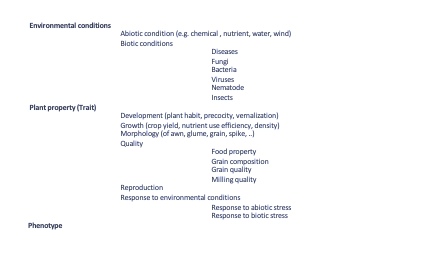 Environmental conditions
Abiotic condition (e.g. chemical , nutrient, water, wind)
Biotic conditions
Diseases
Fungi
Bacteria
Viruses
Nematode
Insects
Plant property (Trait)
Development (plant habit, precocity, vernalization)
Growth (crop yield, nutrient use efficiency, density)
Morphology (of awn, glume, grain, spike, ..)
Quality
Food property
Grain composition
Grain quality
Milling quality
Reproduction
Response to environmental conditions
Response to abiotic stress
Response to biotic stress
Phenotype